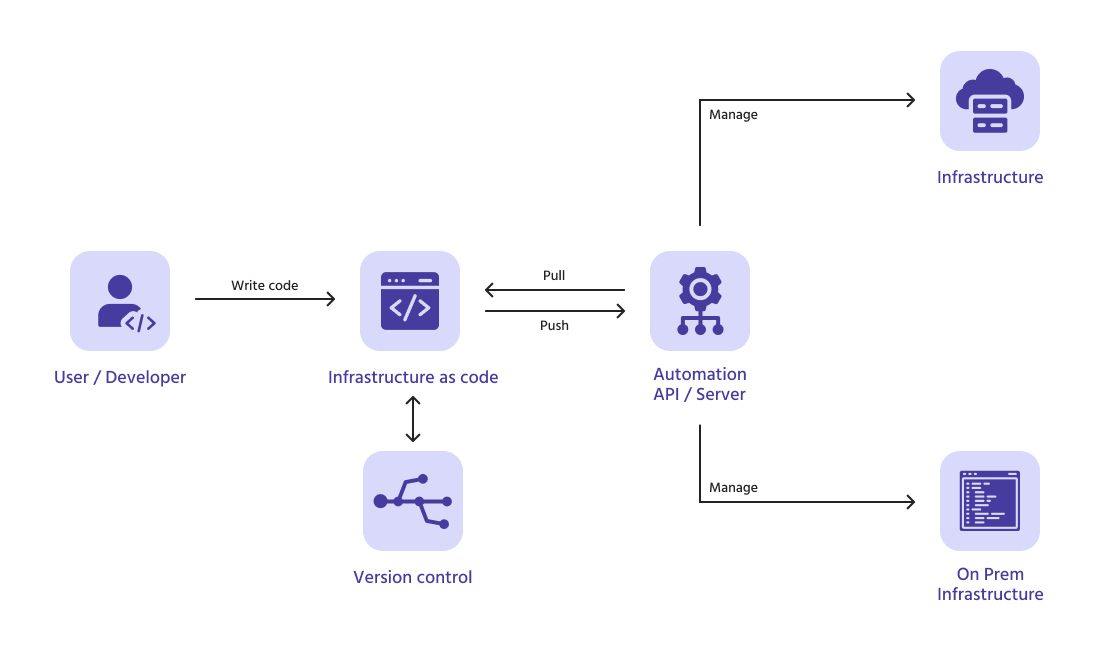 Manage
Infrastructure
Write code
Pull
Push
User / Developer
Infrastructure as code
Automation
API / Server
Manage
Version control
On Prem
Infrastructure